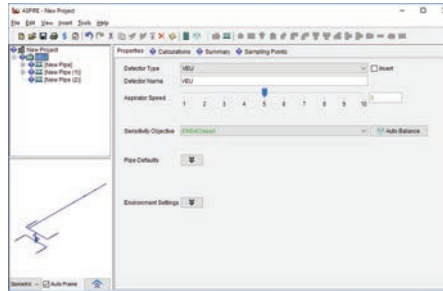 ASPIRE - New Project
File Edit View Insert Tools Help
New Project
VEU
[New Pipe]
[New Pipe (1)]
[New Pipe (2)]
Properties Calculations Summary Sampling Points
Detector Type VEU Invert
Detector Name VEU
Aspirator Speed 5
1 2 3 4 5 6 7 8 9 10
Sensitivity Objective Auto Balance
Pipe Defaults
Environment Settings
Isometric Auto Frame